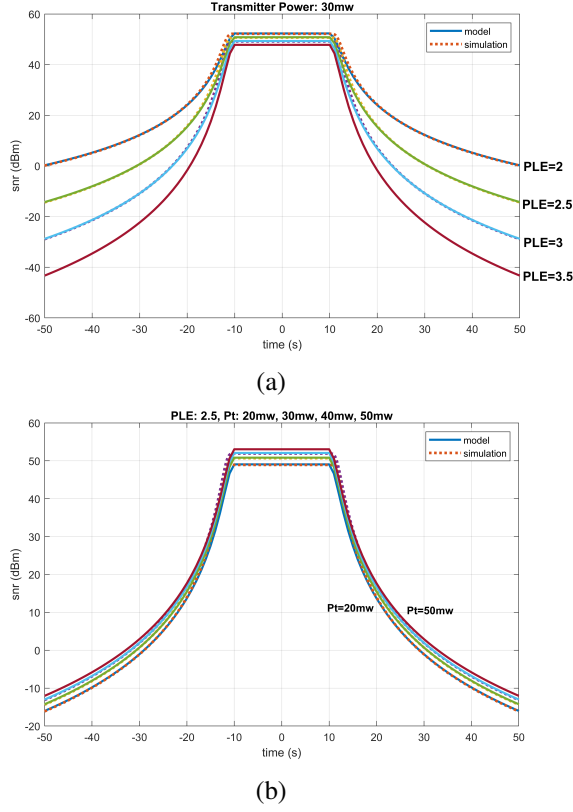 Transmitter Power: 30mw
60
40
20
0
-20
-40
-60
snr (dBm)
model
simulation
PLE=2
PLE=2.5
PLE=3
PLE=3.5
-50 -40 -30 -20 -10 0 10 20 30 40 50
time (s)
(a)
PLE: 2.5, Pt: 20mw, 30mw, 40mw, 50mw
60
50
40
30
20
10
0
-10
-20
snr (dBm)
model
simulation
Pt=20mw Pt=50mw
-50 -40 -30 -20 -10 0 10 20 30 40 50
time (s)
(b)